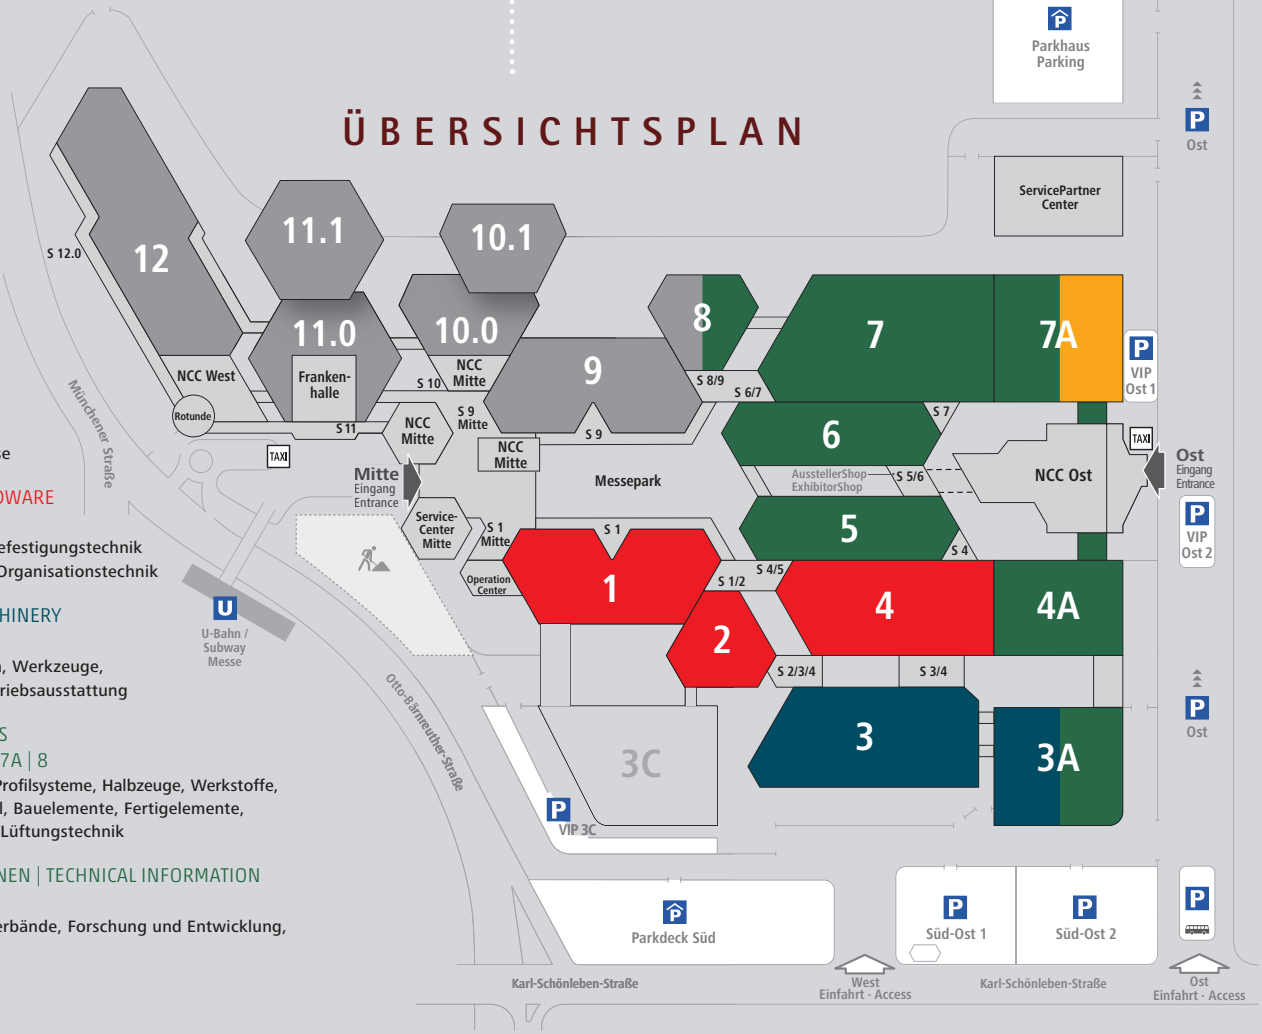 Parkhaus
Parking
P
Ost
ÜBERSICHTSPLAN
ServicePartner
Center
11.1
10.1
12
S 12.0
11.0
10.0
8
7
7A
Franken-
halle
NCC West
NCC
Mitte
S 10
9
S 8/9
S 6/7
P
VIP
Ost 1
Rotunde
S 11
NCC
Mitte
S 9
Mitte
S 9
NCC
Mitte
6
S 7
TAXI
TAXI
Münchener Straße
Mitte
Eingang
Entrance
Messepark
AusstellerShop
ExhibitorShop
S 5/6
NCC Ost
Ost
Eingang
Entrance
se
DWARE
efestigungstechnik
Organisationstechnik
HINERY
n, Werkzeuge,
riebsausstattung
S
7A | 8
Profilsysteme, Halbzeuge, Werkstoffe,
l, Bauelemente, Fertigelemente,
Lüftungstechnik
NEN | TECHNICAL INFORMATION
erbände, Forschung und Entwicklung,
Service-
Center
Mitte
S 1
Mitte
S 1
5
S 4
P
VIP
Ost 2
Operation
Center
1
S 1/2
S 4/5
4
4A
U
U-Bahn /
Subway
Messe
2
S 2/3/4
S 3/4
Otto-Bärnreuther-Straße
P
Ost
3C
3
3A
P
VIP 3C
P
Parkdeck Süd
P
Süd-Ost 1
P
Süd-Ost 2
P
Karl-Schönleben-Straße
West
Einfahrt · Access
Karl-Schönleben-Straße
Ost
Einfahrt · Access